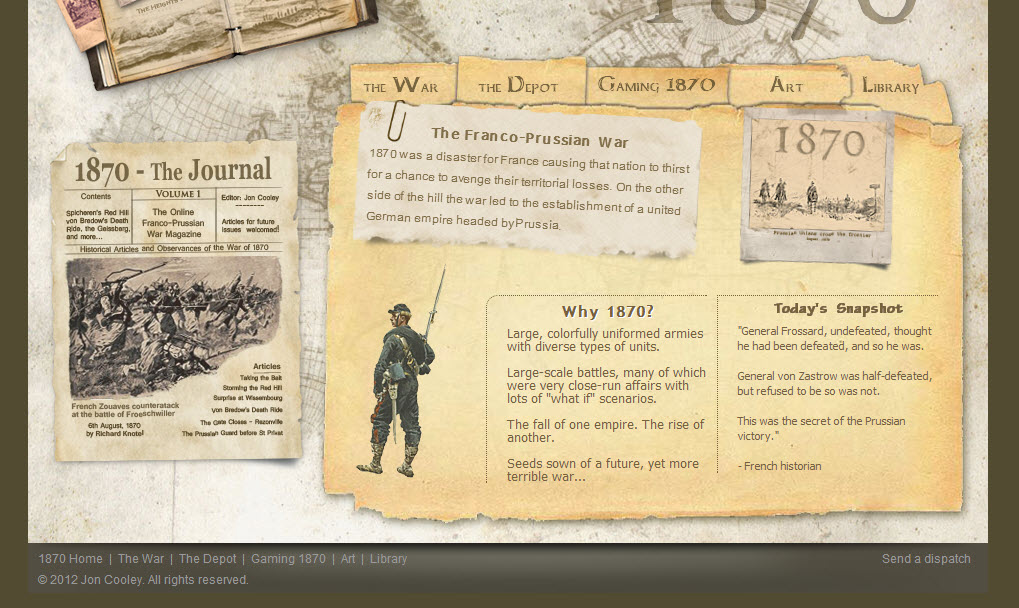 1870
THE WAR
THE DEPOT
GAMING 1870
ART
LIBRARY
The Franco-Prussian War
1870 was a disaster for France causing that nation to thirst
for a chance to avenge their territorial losses. On the other
side of the hill the war led to the establishment of a united
German empire headed by Prussia.
1870
Prussian Uhlans cross the frontier
August 1870
1870 - The Journal
Contents
Spicheren's Red Hill
von Bredow's Death
Ride, the Geissberg,
and more...
VOLUME 1
The Online
Franco-Prussian
War Magazine
Editor: Jon Cooley
--------
Articles for future
issues welcomed!
Historical Articles and Observances of the War of 1870
Articles
Taking the Bait
Storming the Red Hill
Surprise at Wissembourg
von Bredow's Death Ride
The Cate Closse - Rezonville
The Prussian Guard before St Privat
French Zouaves counteratack
at the battle of Froeschwiller
6th August, 1870
by Richard Knotel
Why 1870?
Large, colorfully uniformed armies
with diverse types of units.
Large-scale battles, many of which
were very close-run affairs with
lots of "what if" scenarios.
The fall of one empire. The rise of
another.
Seeds sown of a future, yet more
terrible war...
Today's Snapshot
"General Frossard, undefeated, thought
he had been defeated, and so he was.
General von Zastrow was half-defeated,
but refused to be so was not.
This was the secret of the Prussian
victory."
- French historian
1870 Home | The War | The Depot | Gaming 1870 | Art | Library
Send a dispatch
© 2012 Jon Cooley. All rights reserved.